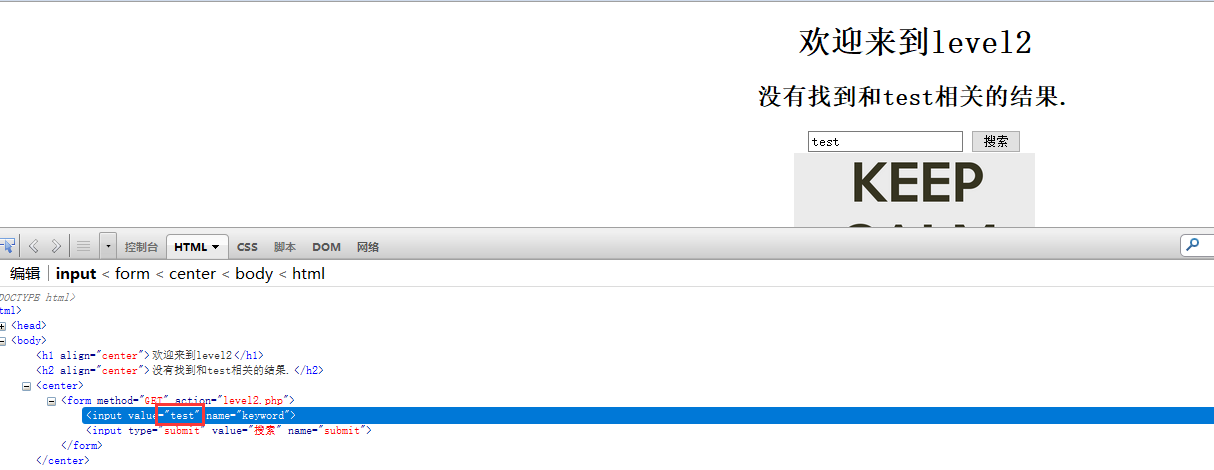 欢迎来到level2
没有找到和test相关的结果.
test 搜索
KEEP
CALM
控制台 HTML CSS 脚本 DOM 网络
编辑 input < form < center < body < html
DOCTYPE html>
tml>
<head>
<body>
<h1 align="center">欢迎来到level2</h1>
<h2 align="center">没有找到和test相关的结果.</h2>
<center>
<form method="GET" action="level2.php">
<input value="test" name="keyword">
<input type="submit" value="搜索" name="submit">
</form>
</center>